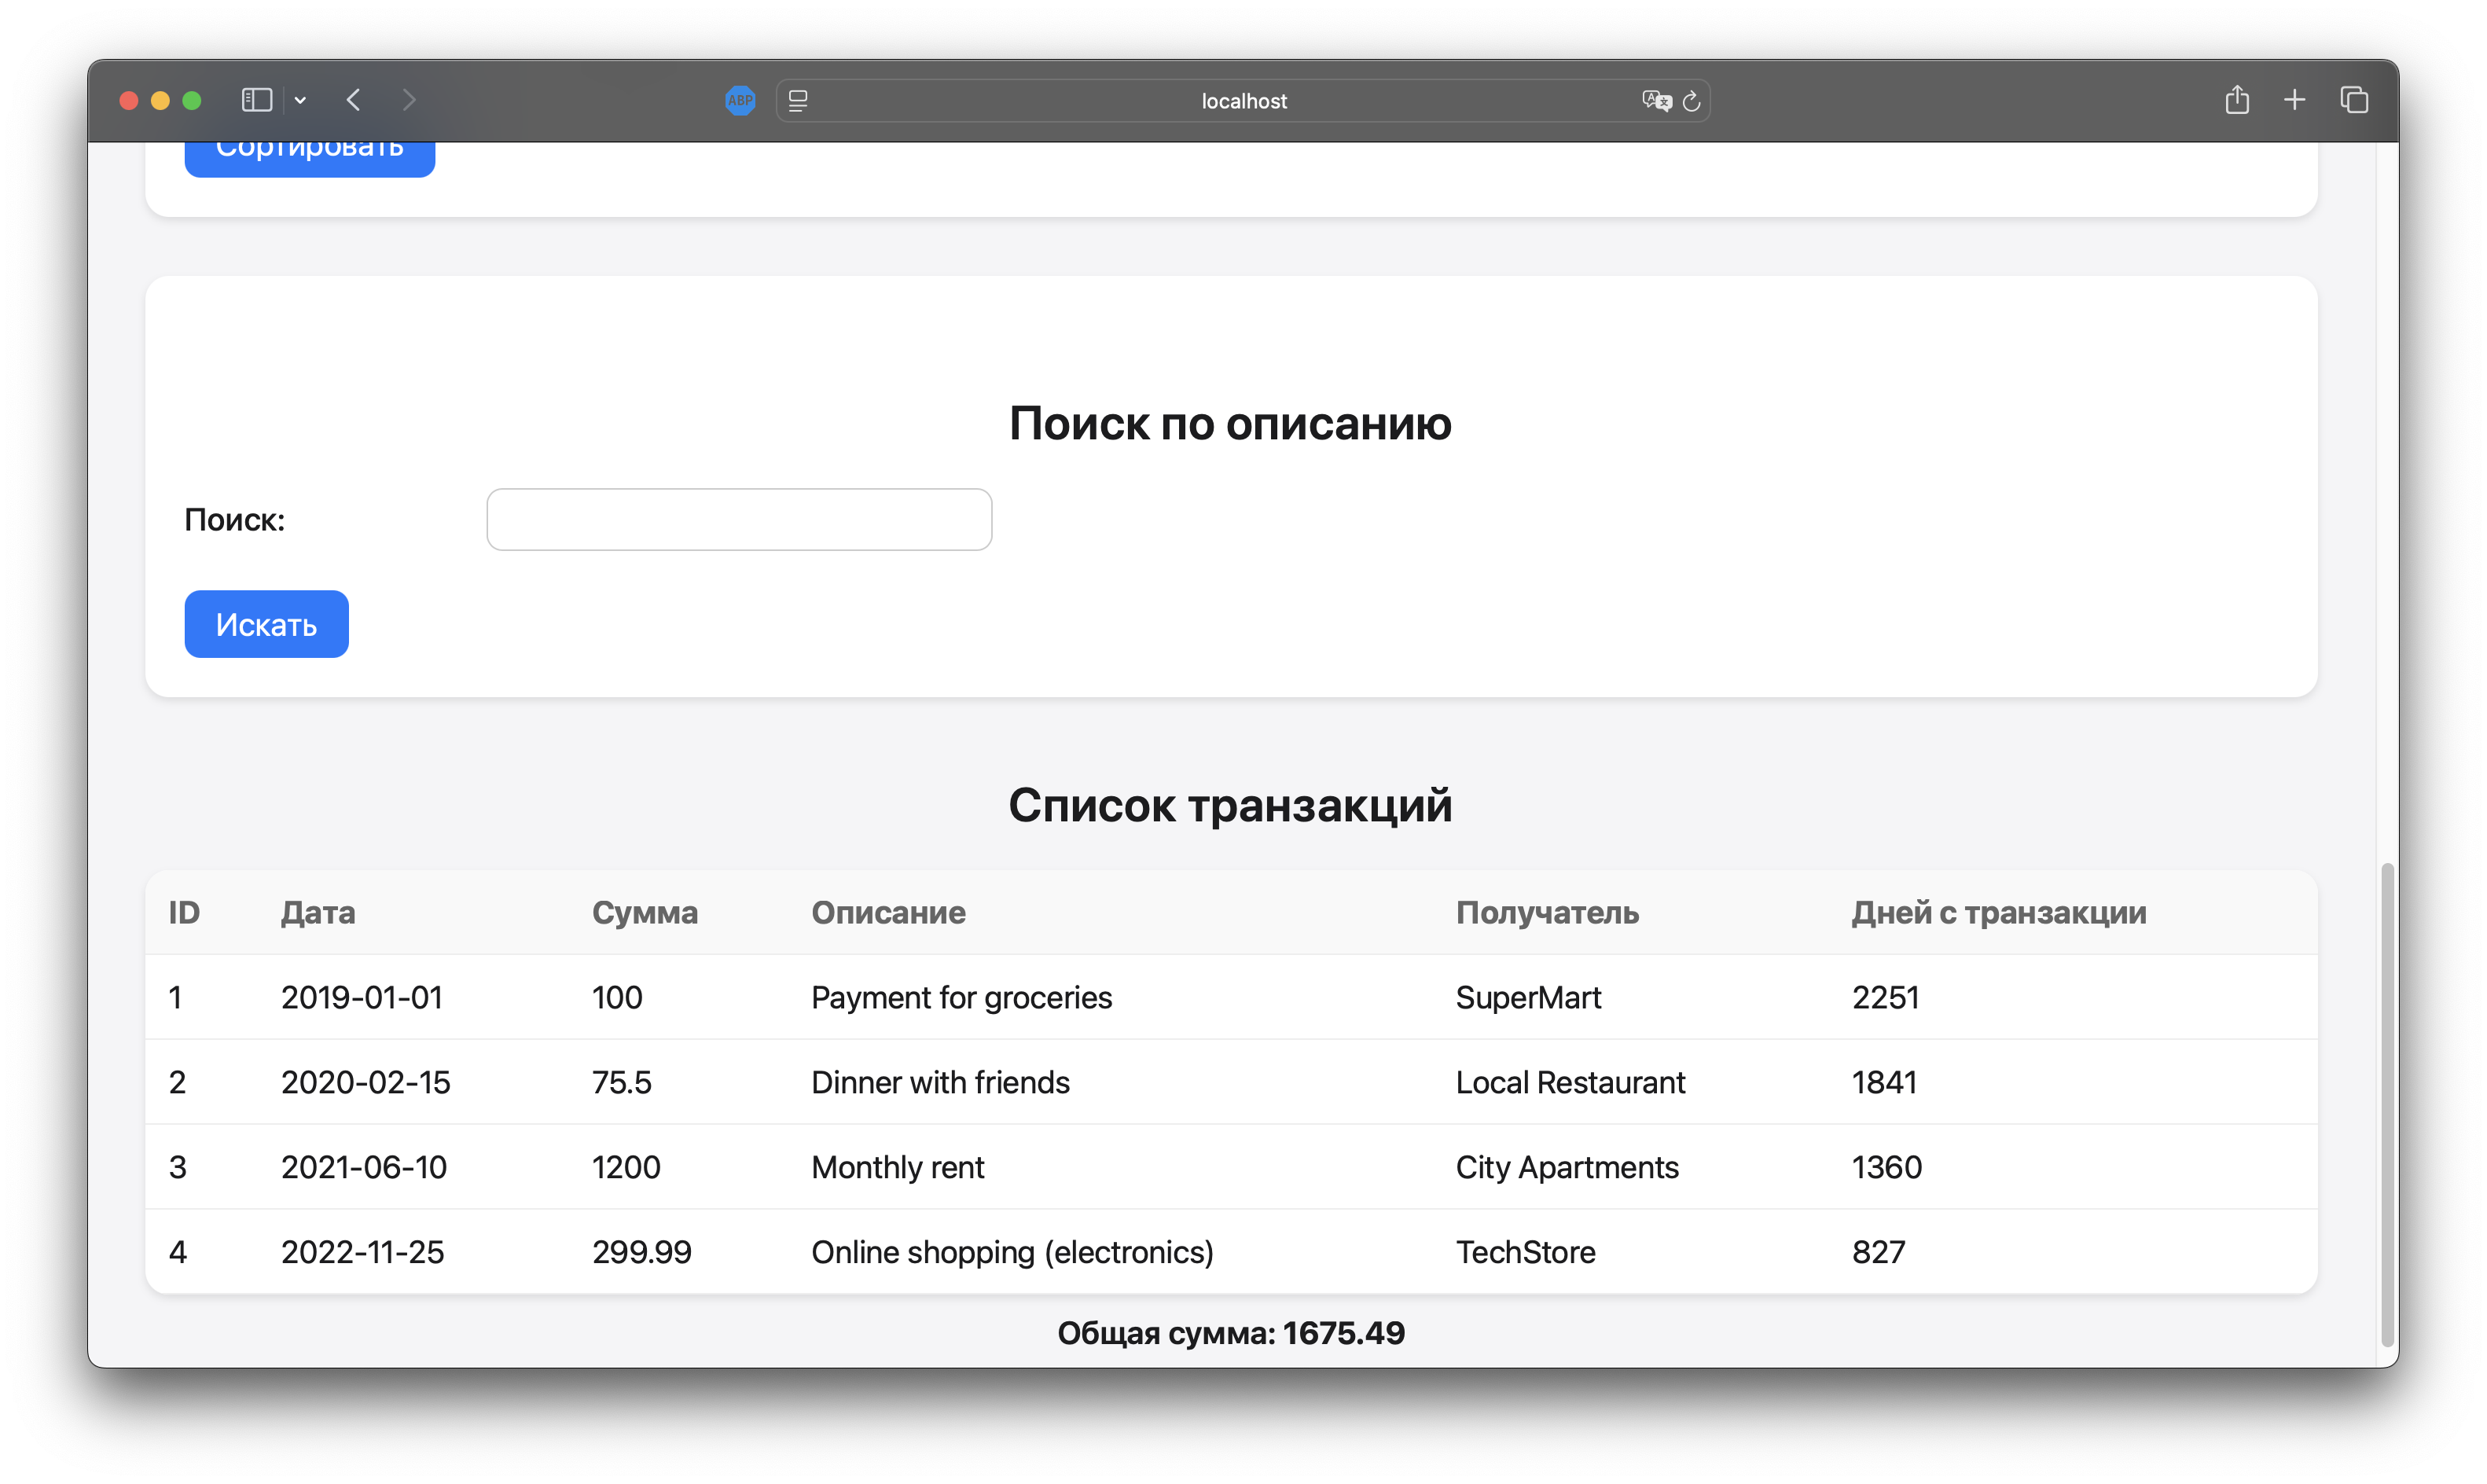 ABP
localhost
Сортировать
Поиск по описанию
Поиск:
Искать
Список транзакций
ID Дата Сумма Описание Получатель Дней с транзакции
1 2019-01-01 100 Payment for groceries SuperMart 2251
2 2020-02-15 75.5 Dinner with friends Local Restaurant 1841
3 2021-06-10 1200 Monthly rent City Apartments 1360
4 2022-11-25 299.99 Online shopping (electronics) TechStore 827
Общая сумма: 1675.49